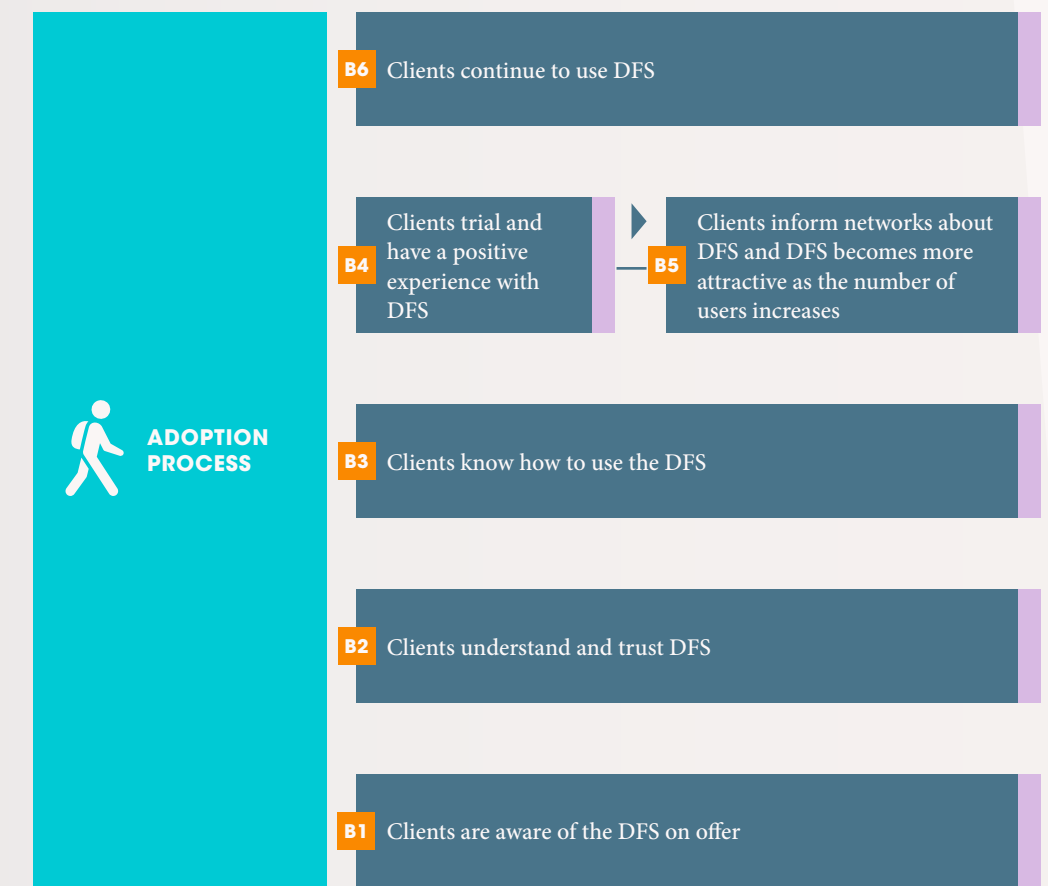 ADOPTION
PROCESS
B6
Clients continue to use DFS
B4
Clients trial and
have a positive
experience with
DFS
B5
Clients inform networks about
DFS and DFS becomes more
attractive as the number of
users increases
B3
Clients know how to use the DFS
B2
Clients understand and trust DFS
B1
Clients are aware of the DFS on offer